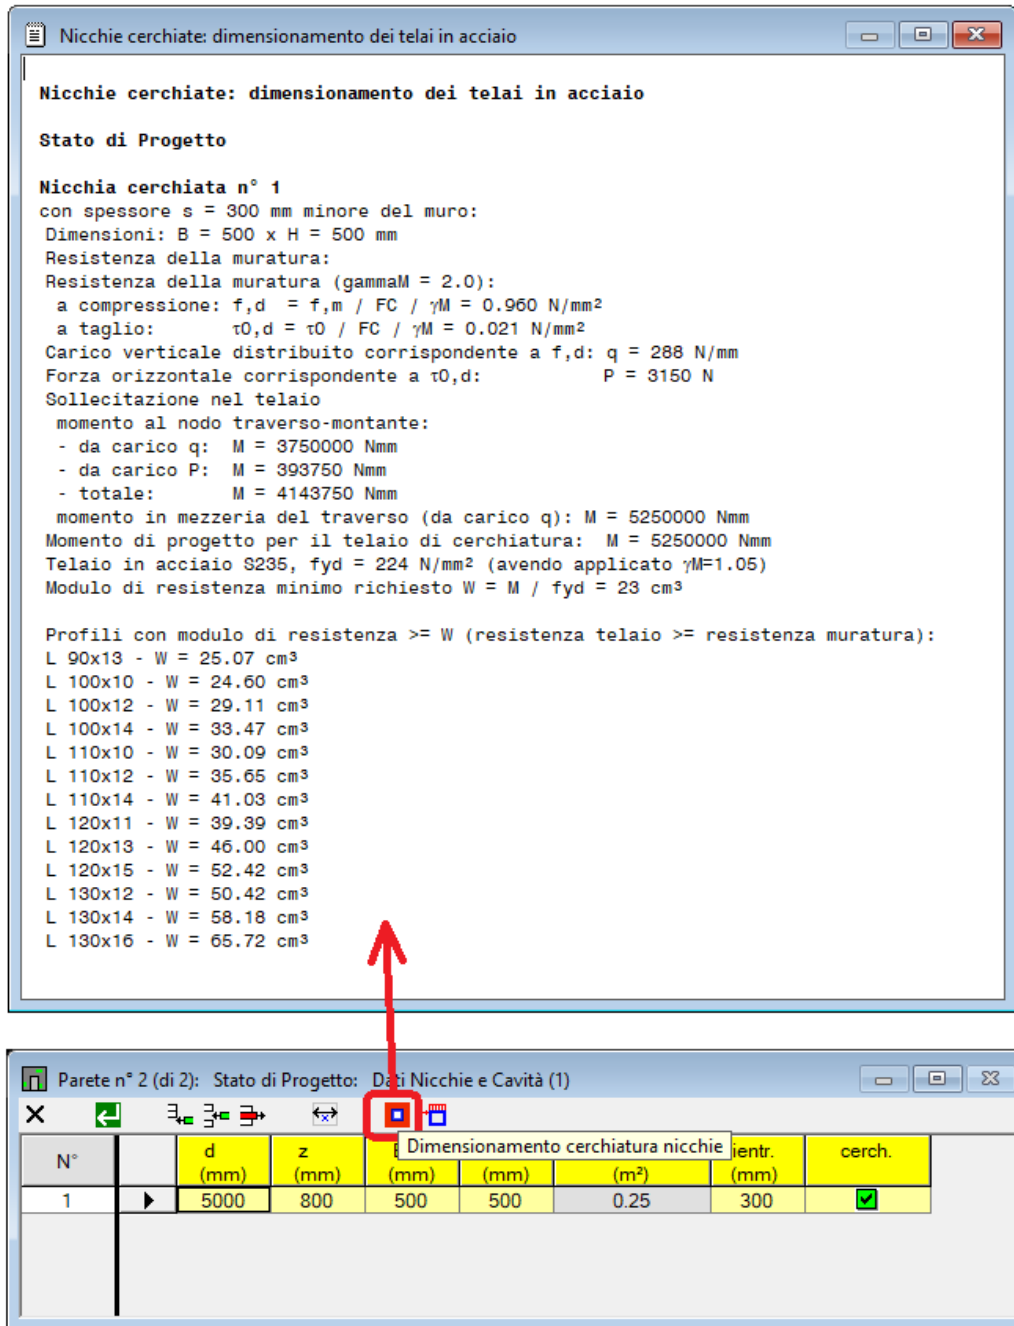 Nicchie cerchiate: dimensionamento dei telai in acciaio
Nicchie cerchiate: dimensionamento dei telai in acciaio
Stato di Progetto
Nicchia cerchiata n° 1
con spessore s = 300 mm minore del muro:
Dimensioni: B = 500 x H = 500 mm
Resistenza della muratura:
Resistenza della muratura (gammaM = 2.0):
a compressione: f,d = f,m / FC / γM = 0.960 N/mm²
a taglio: τ0,d = τ0 / FC / γM = 0.021 N/mm²
Carico verticale distribuito corrispondente a f,d: q = 288 N/mm
Forza orizzontale corrispondente a τ0,d: P = 3150 N
Sollecitazione nel telaio
momento al nodo traverso-montante:
- da carico q: M = 3750000 Nmm
- da carico P: M = 393750 Nmm
- totale: M = 4143750 Nmm
momento in mezzeria del traverso (da carico q): M = 5250000 Nmm
Momento di progetto per il telaio di cerchiatura: M = 5250000 Nmm
Telaio in acciaio S235, fyd = 224 N/mm² (avendo applicato γM=1.05)
Modulo di resistenza minimo richiesto W = M / fyd = 23 cm³
Profili con modulo di resistenza >= W (resistenza telaio >= resistenza muratura):
L 90x13 - W = 25.07 cm³
L 100x10 - W = 24.60 cm³
L 100x12 - W = 29.11 cm³
L 100x14 - W = 33.47 cm³
L 110x10 - W = 30.09 cm³
L 110x12 - W = 35.65 cm³
L 110x14 - W = 41.03 cm³
L 120x11 - W = 39.39 cm³
L 120x13 - W = 46.00 cm³
L 120x15 - W = 52.42 cm³
L 130x12 - W = 50.42 cm³
L 130x14 - W = 58.18 cm³
L 130x16 - W = 65.72 cm³
Parete n° 2 (di 2): Stato di Progetto: Dati Nicchie e Cavità (1)
Dimensionamento cerchiatura nicchie
N° d z cerch.
(mm) (mm) (mm) (mm) (m²) (mm)
1 5000 800 500 500 0.25 300